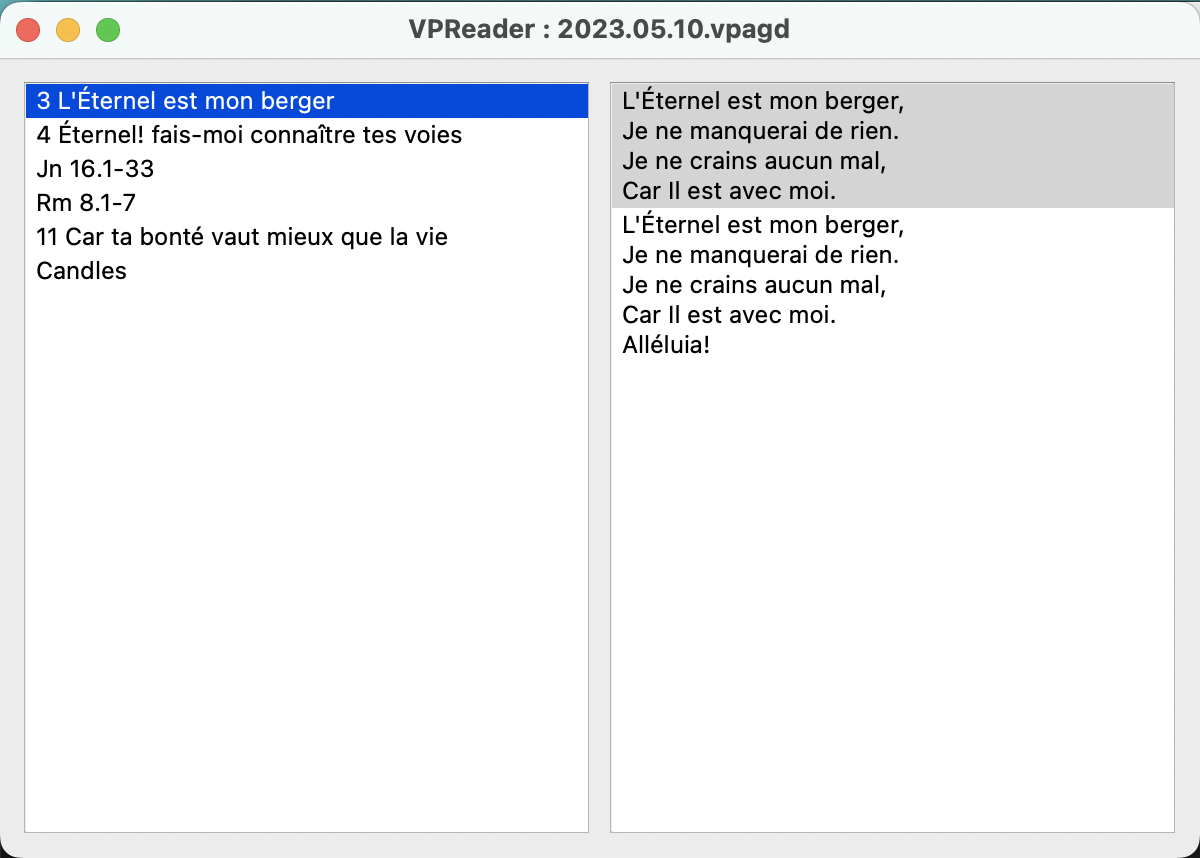 VPReader : 2023.05.10.vpagd
3 L'Éternel est mon berger
4 Éternel! fais-moi connaître tes voies
Jn 16.1-33
Rm 8.1-7
11 Car ta bonté vaut mieux que la vie
Candles
L'Éternel est mon berger,
Je ne manquerai de rien.
Je ne crains aucun mal,
Car Il est avec moi.
L'Éternel est mon berger,
Je ne manquerai de rien.
Je ne crains aucun mal,
Car Il est avec moi.
Alléluia!